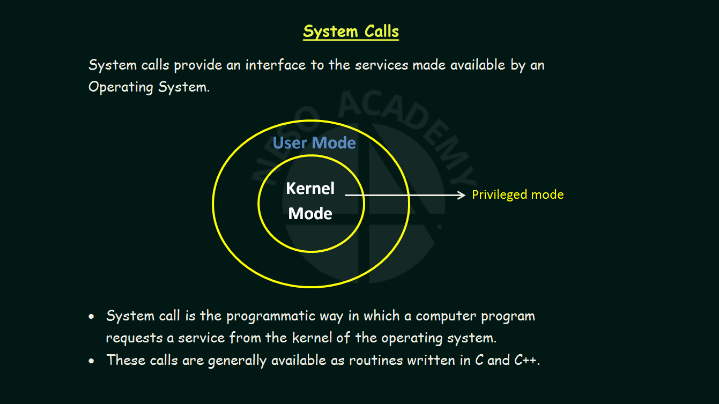 System Calls
System calls provide an interface to the services made available by an
Operating System.
NESO ACADEMY
User Mode
Kernel
Mode
Privileged mode
• System call is the programmatic way in which a computer program
requests a service from the kernel of the operating system.
• These calls are generally available as routines written in C and C++.